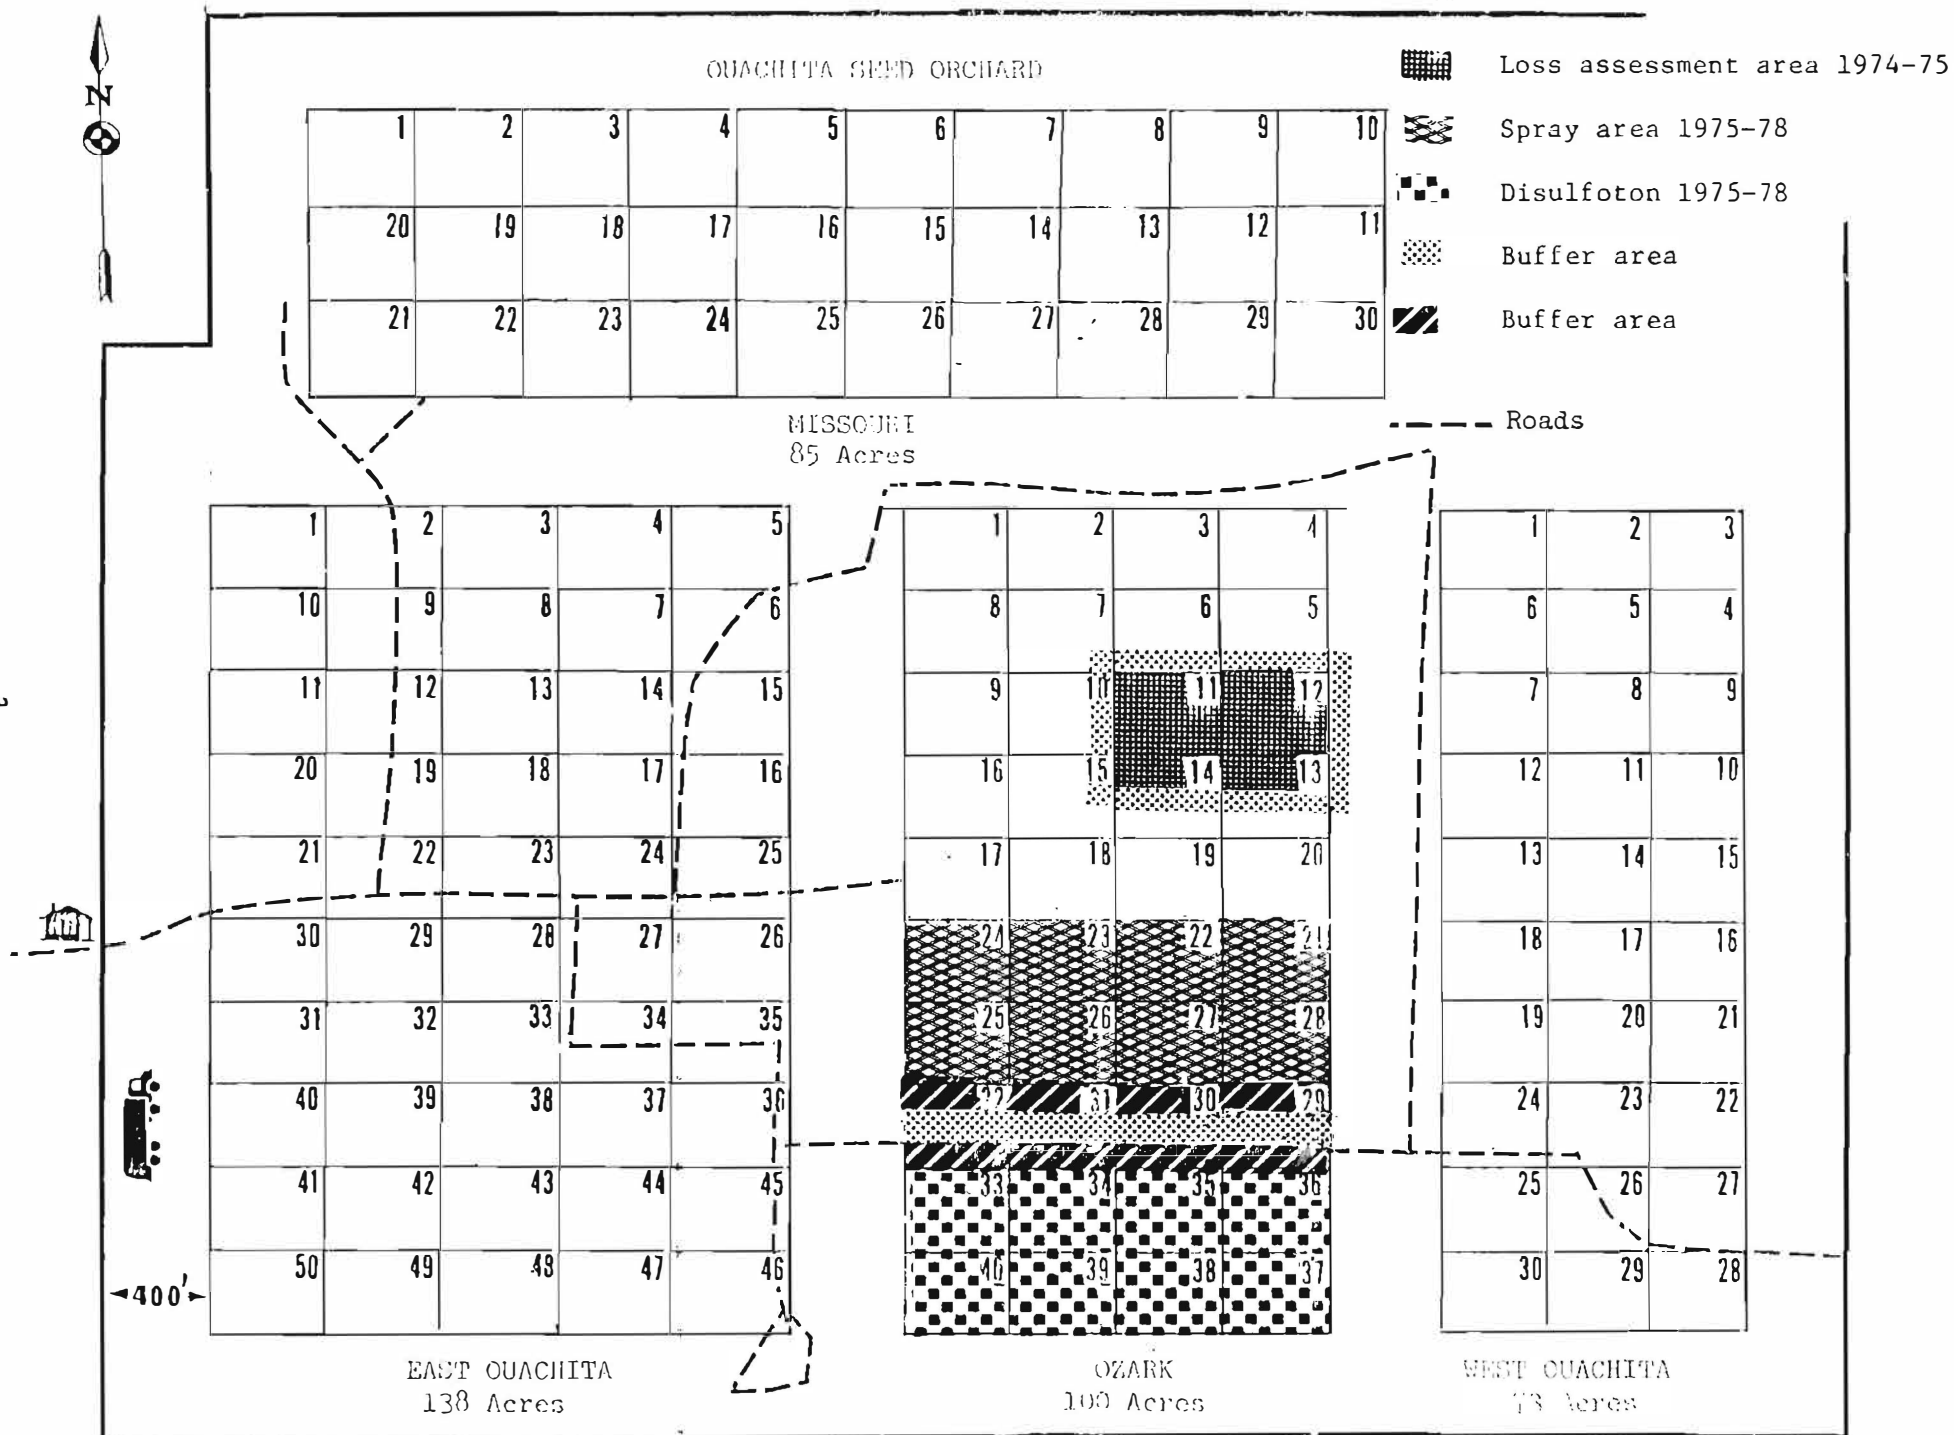 OUACHITA SEED ORCHARD
Loss assessment area 1974-75
Spray area 1975-78
Disulfoton 1975-78
Buffer area
Buffer area
Roads
N
1 2 3 4 5 6 7 8 9 10
20 19 18 17 16 15 14 13 12 11
21 22 23 24 25 26 27 28 29 30
MISSOURI
85 Acres
1 2 3 4 5
10 9 8 7 6
11 12 13 14 15
20 19 18 17 16
21 22 23 24 25
30 29 28 27 26
31 32 33 34 35
40 39 38 37 36
41 42 43 44 45
50 49 48 47 46
400'
EAST OUACHITA
138 Acres
1 2 3 4
8 7 6 5
9 10 11 12
16 15 14 13
17 18 19 20
24 23 22 21
25 26 27 28
32 31 30 29
33 34 35 36
40 39 38 37
OZARK
100 Acres
1 2 3
6 5 4
7 8 9
12 11 10
13 14 15
18 17 16
19 20 21
24 23 22
25 26 27
30 29 28
WEST OUACHITA
Acres